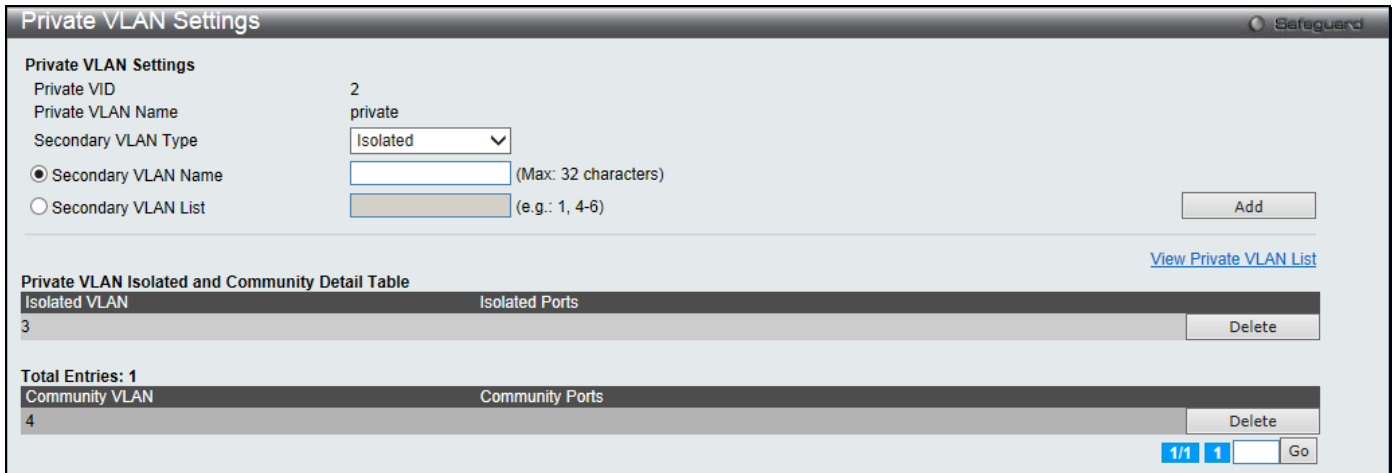 Private VLAN Settings
Safeguard
Private VLAN Settings
Private VID 2
Private VLAN Name private
Secondary VLAN Type Isolated
Secondary VLAN Name (Max: 32 characters)
Secondary VLAN List (e.g.: 1, 4-6) Add
View Private VLAN List
Private VLAN Isolated and Community Detail Table
Isolated VLAN Isolated Ports
3 Delete
Total Entries: 1
Community VLAN Community Ports
4 Delete
1/1 1 Go